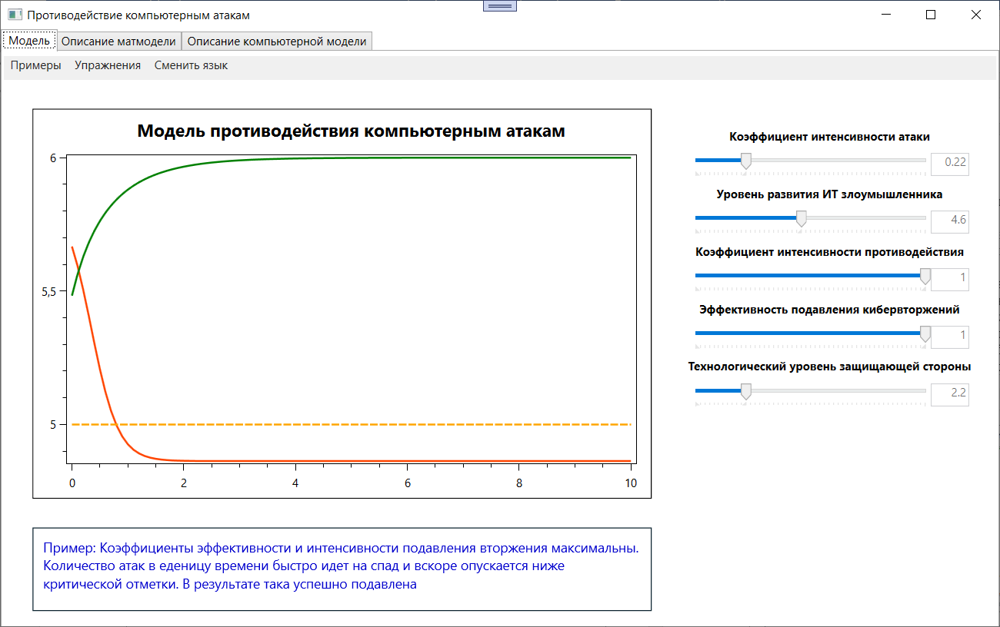 Противодействие компьютерным атакам
Модель Описание матмодели Описание компьютерной модели
Примеры Упражнения Сменить язык
Модель противодействия компьютерным атакам
6
5,5
5
0 2 4 6 8 10
Коэффициент интенсивности атаки
0.22
Уровень развития ИТ злоумышленника
4.6
Коэффициент интенсивности противодействия
1
Эффективность подавления кибервторжений
1
Технологический уровень защищающей стороны
2.2
Пример: Коэффициенты эффективности и интенсивности подавления вторжения максимальны.
Количество атак в еденицу времени быстро идет на спад и вскоре опускается ниже
критической отметки. В результате така успешно подавлена